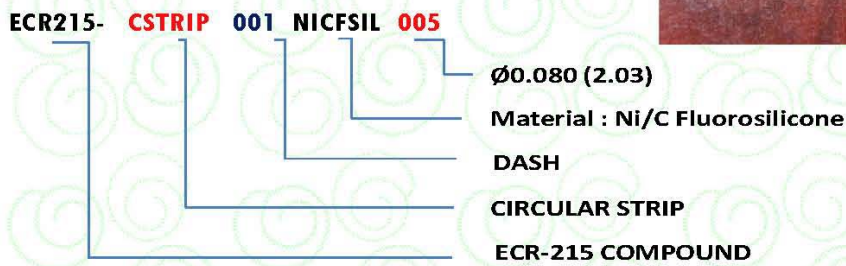 ECR215- CSTRIP 001 NICFSIL 005
Ø0.080 (2.03)
Material : Ni/C Fluorosilicone
DASH
CIRCULAR STRIP
ECR-215 COMPOUND